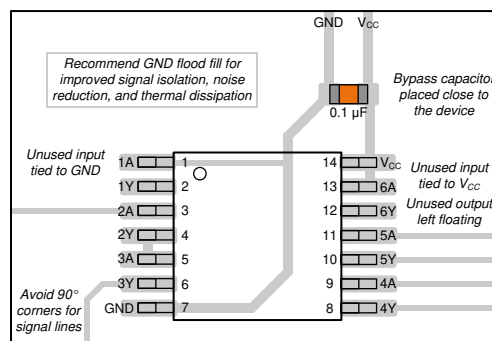 GND VCC
Recommend GND flood fill for
improved signal isolation, noise
reduction, and thermal dissipation
Bypass capacitor
placed close to
the device
0.1 µF
Unused input
tied to GND
1A 1 14 VCC
1Y 2 13 6A
2A 3 12 6Y
2Y 4 11 5A
3A 5 10 5Y
3Y 6 9 4A
GND 7 8 4Y
Unused input
tied to VCC
Unused output
left floating
Avoid 90°
corners for
signal lines